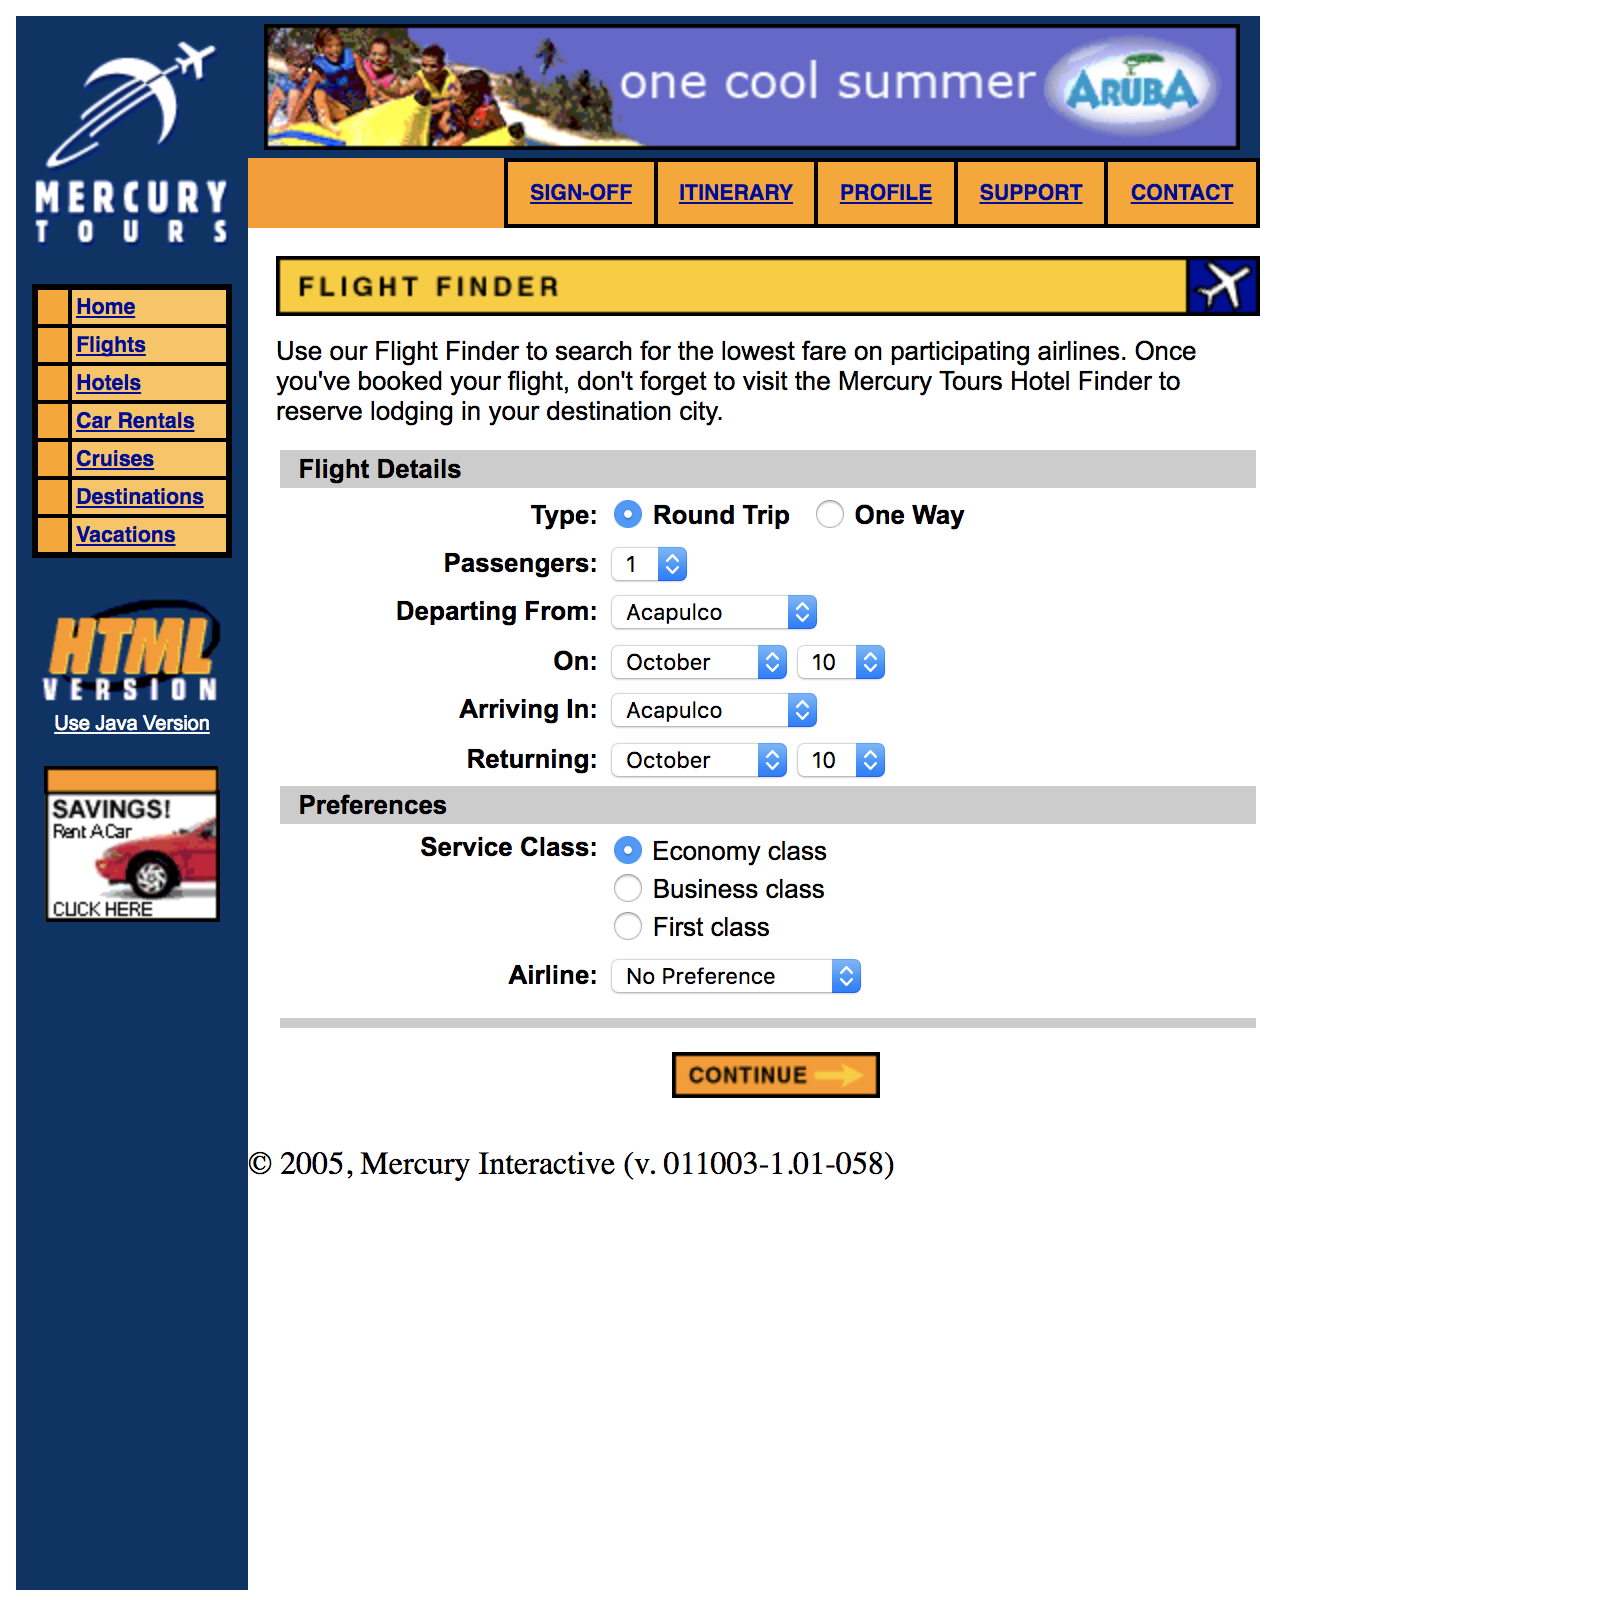 MERCURY
TOURS
one cool summer ARUBA
SIGN-OFF ITINERARY PROFILE SUPPORT CONTACT
Home
Flights
Hotels
Car Rentals
Cruises
Destinations
Vacations
HTML
VERSION
Use Java Version
SAVINGS!
Rent A Car
CLICK HERE
FLIGHT FINDER
Use our Flight Finder to search for the lowest fare on participating airlines. Once
you've booked your flight, don't forget to visit the Mercury Tours Hotel Finder to
reserve lodging in your destination city.
Flight Details
Type: Round Trip One Way
Passengers: 1
Departing From: Acapulco
On: October 10
Arriving In: Acapulco
Returning: October 10
Preferences
Service Class: Economy class
Business class
First class
Airline: No Preference
CONTINUE
© 2005, Mercury Interactive (v. 011003-1.01-058)